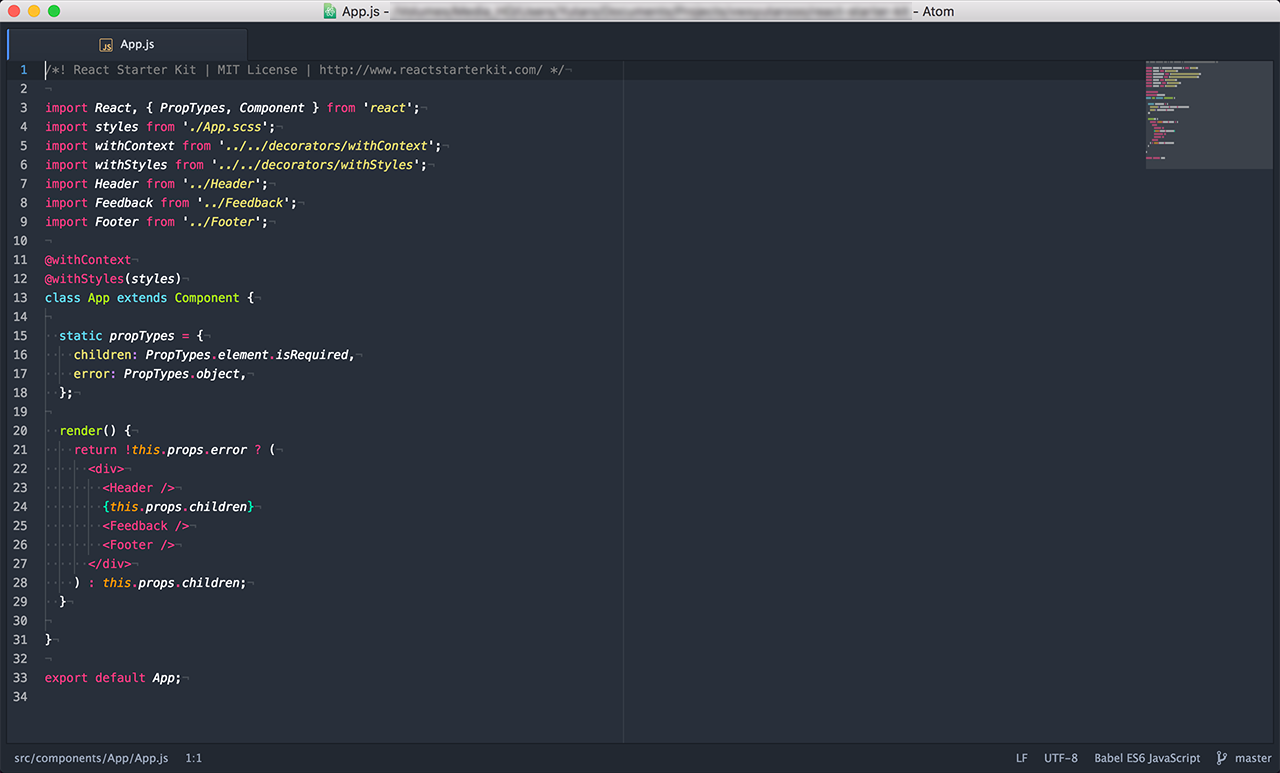 App.js - - Atom
App.js
1 /*! React Starter Kit | MIT License | http://www.reactstarterkit.com/ */
2
3 import React, { PropTypes, Component } from 'react';
4 import styles from './App.scss';
5 import withContext from '../../decorators/withContext';
6 import withStyles from '../../decorators/withStyles';
7 import Header from '../Header';
8 import Feedback from '../Feedback';
9 import Footer from '../Footer';
10
11 @withContext
12 @withStyles(styles)
13 class App extends Component {
14
15   static propTypes = {
16     children: PropTypes.element.isRequired,
17     error: PropTypes.object,
18   };
19
20   render() {
21     return !this.props.error ? (
22       <div>
23         <Header />
24         {this.props.children}
25         <Feedback />
26         <Footer />
27       </div>
28     ) : this.props.children;
29   }
30
31 }
32
33 export default App;
34
src/components/App/App.js 1:1 LF UTF-8 Babel ES6 JavaScript master